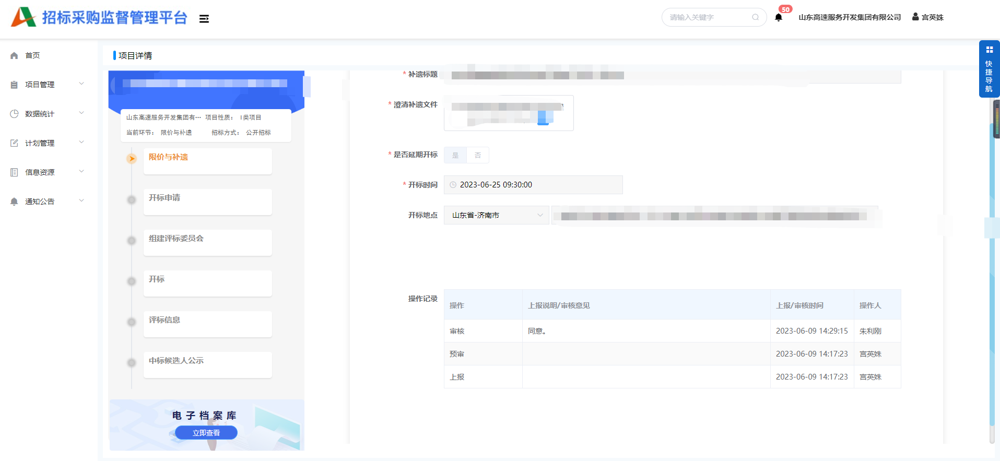 招标采购监督管理平台
请输入关键字
50
山东高速服务开发集团有限公司
宫英姝
首页
项目管理
数据统计
计划管理
信息资源
通知公告
项目详情
山东高速服务开发集团有··· 项目性质： I类项目
当前环节： 限价与补遗 招标方式： 公开招标
限价与补遗
开标申请
组建评标委员会
开标
评标信息
中标候选人公示
电子档案库
立即查看
* 补遗标题
* 澄清补遗文件
* 是否延期开标 是 否
* 开标时间 2023-06-25 09:30:00
开标地点 山东省-济南市
操作记录
操作 上报说明/审核意见 上报/审核时间 操作人
审核 同意。 2023-06-09 14:29:15 朱利刚
预审 2023-06-09 14:17:23 宫英姝
上报 2023-06-09 14:17:23 宫英姝
快捷导航